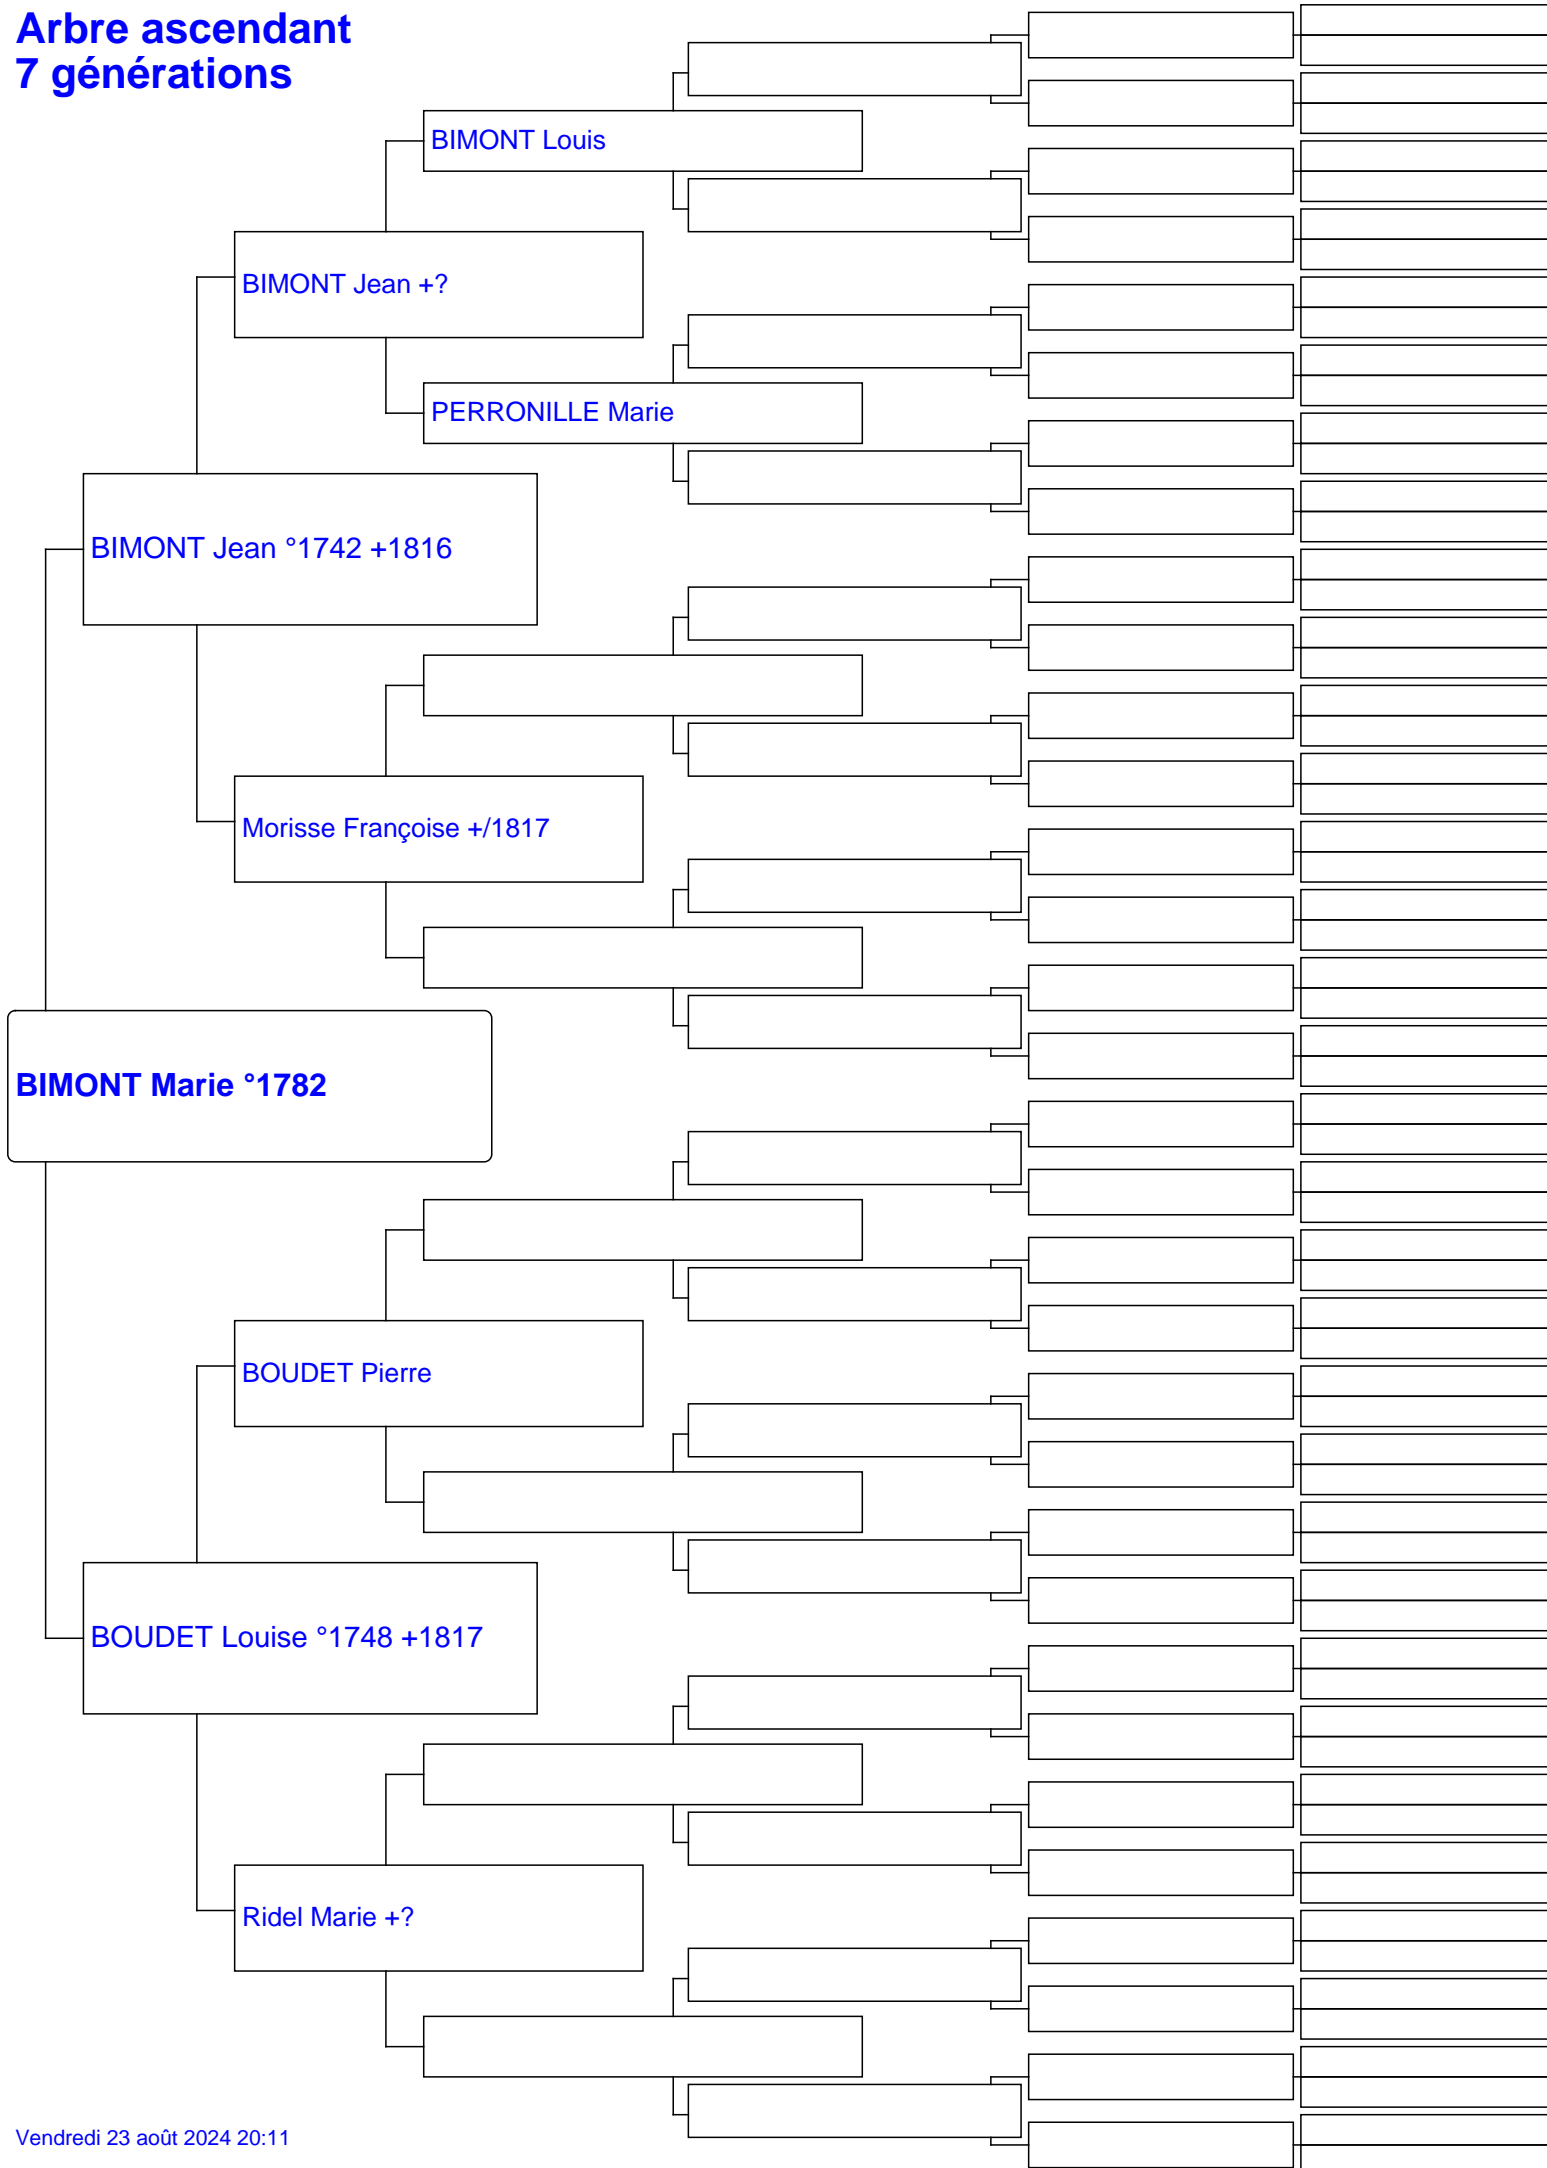 Arbre ascendant
7 générations
BIMONT Louis
BIMONT Jean +?
PERRONILLE Marie
BIMONT Jean °1742 +1816
Morisse Françoise +/1817
BIMONT Marie °1782
BOUDET Pierre
BOUDET Louise °1748 +1817
Ridel Marie +?
Vendredi 23 août 2024 20:11